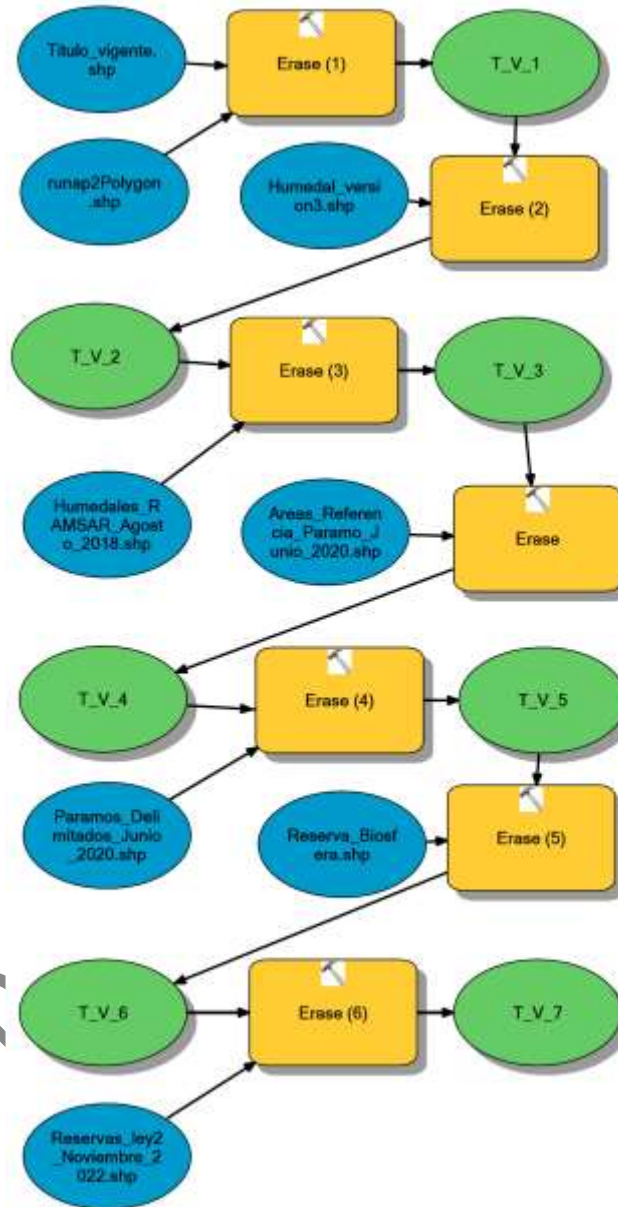 Titulo_vigente.
shp
Erase (1)
T_V_1
runap2Polygon
.shp
Humedal_versi
on3.shp
Erase (2)
T_V_2
Erase (3)
T_V_3
Humedales_R
AMSAR_Agost
o_2018.shp
Areas_Referen
cia_Paramo_J
unio_2020.shp
Erase
T_V_4
Erase (4)
T_V_5
Paramos_Deli
mitados_Junio
_2020.shp
Reserva_Biosf
era.shp
Erase (5)
T_V_6
Erase (6)
T_V_7
Reservas_ley2
_Noviembre_2
022.shp